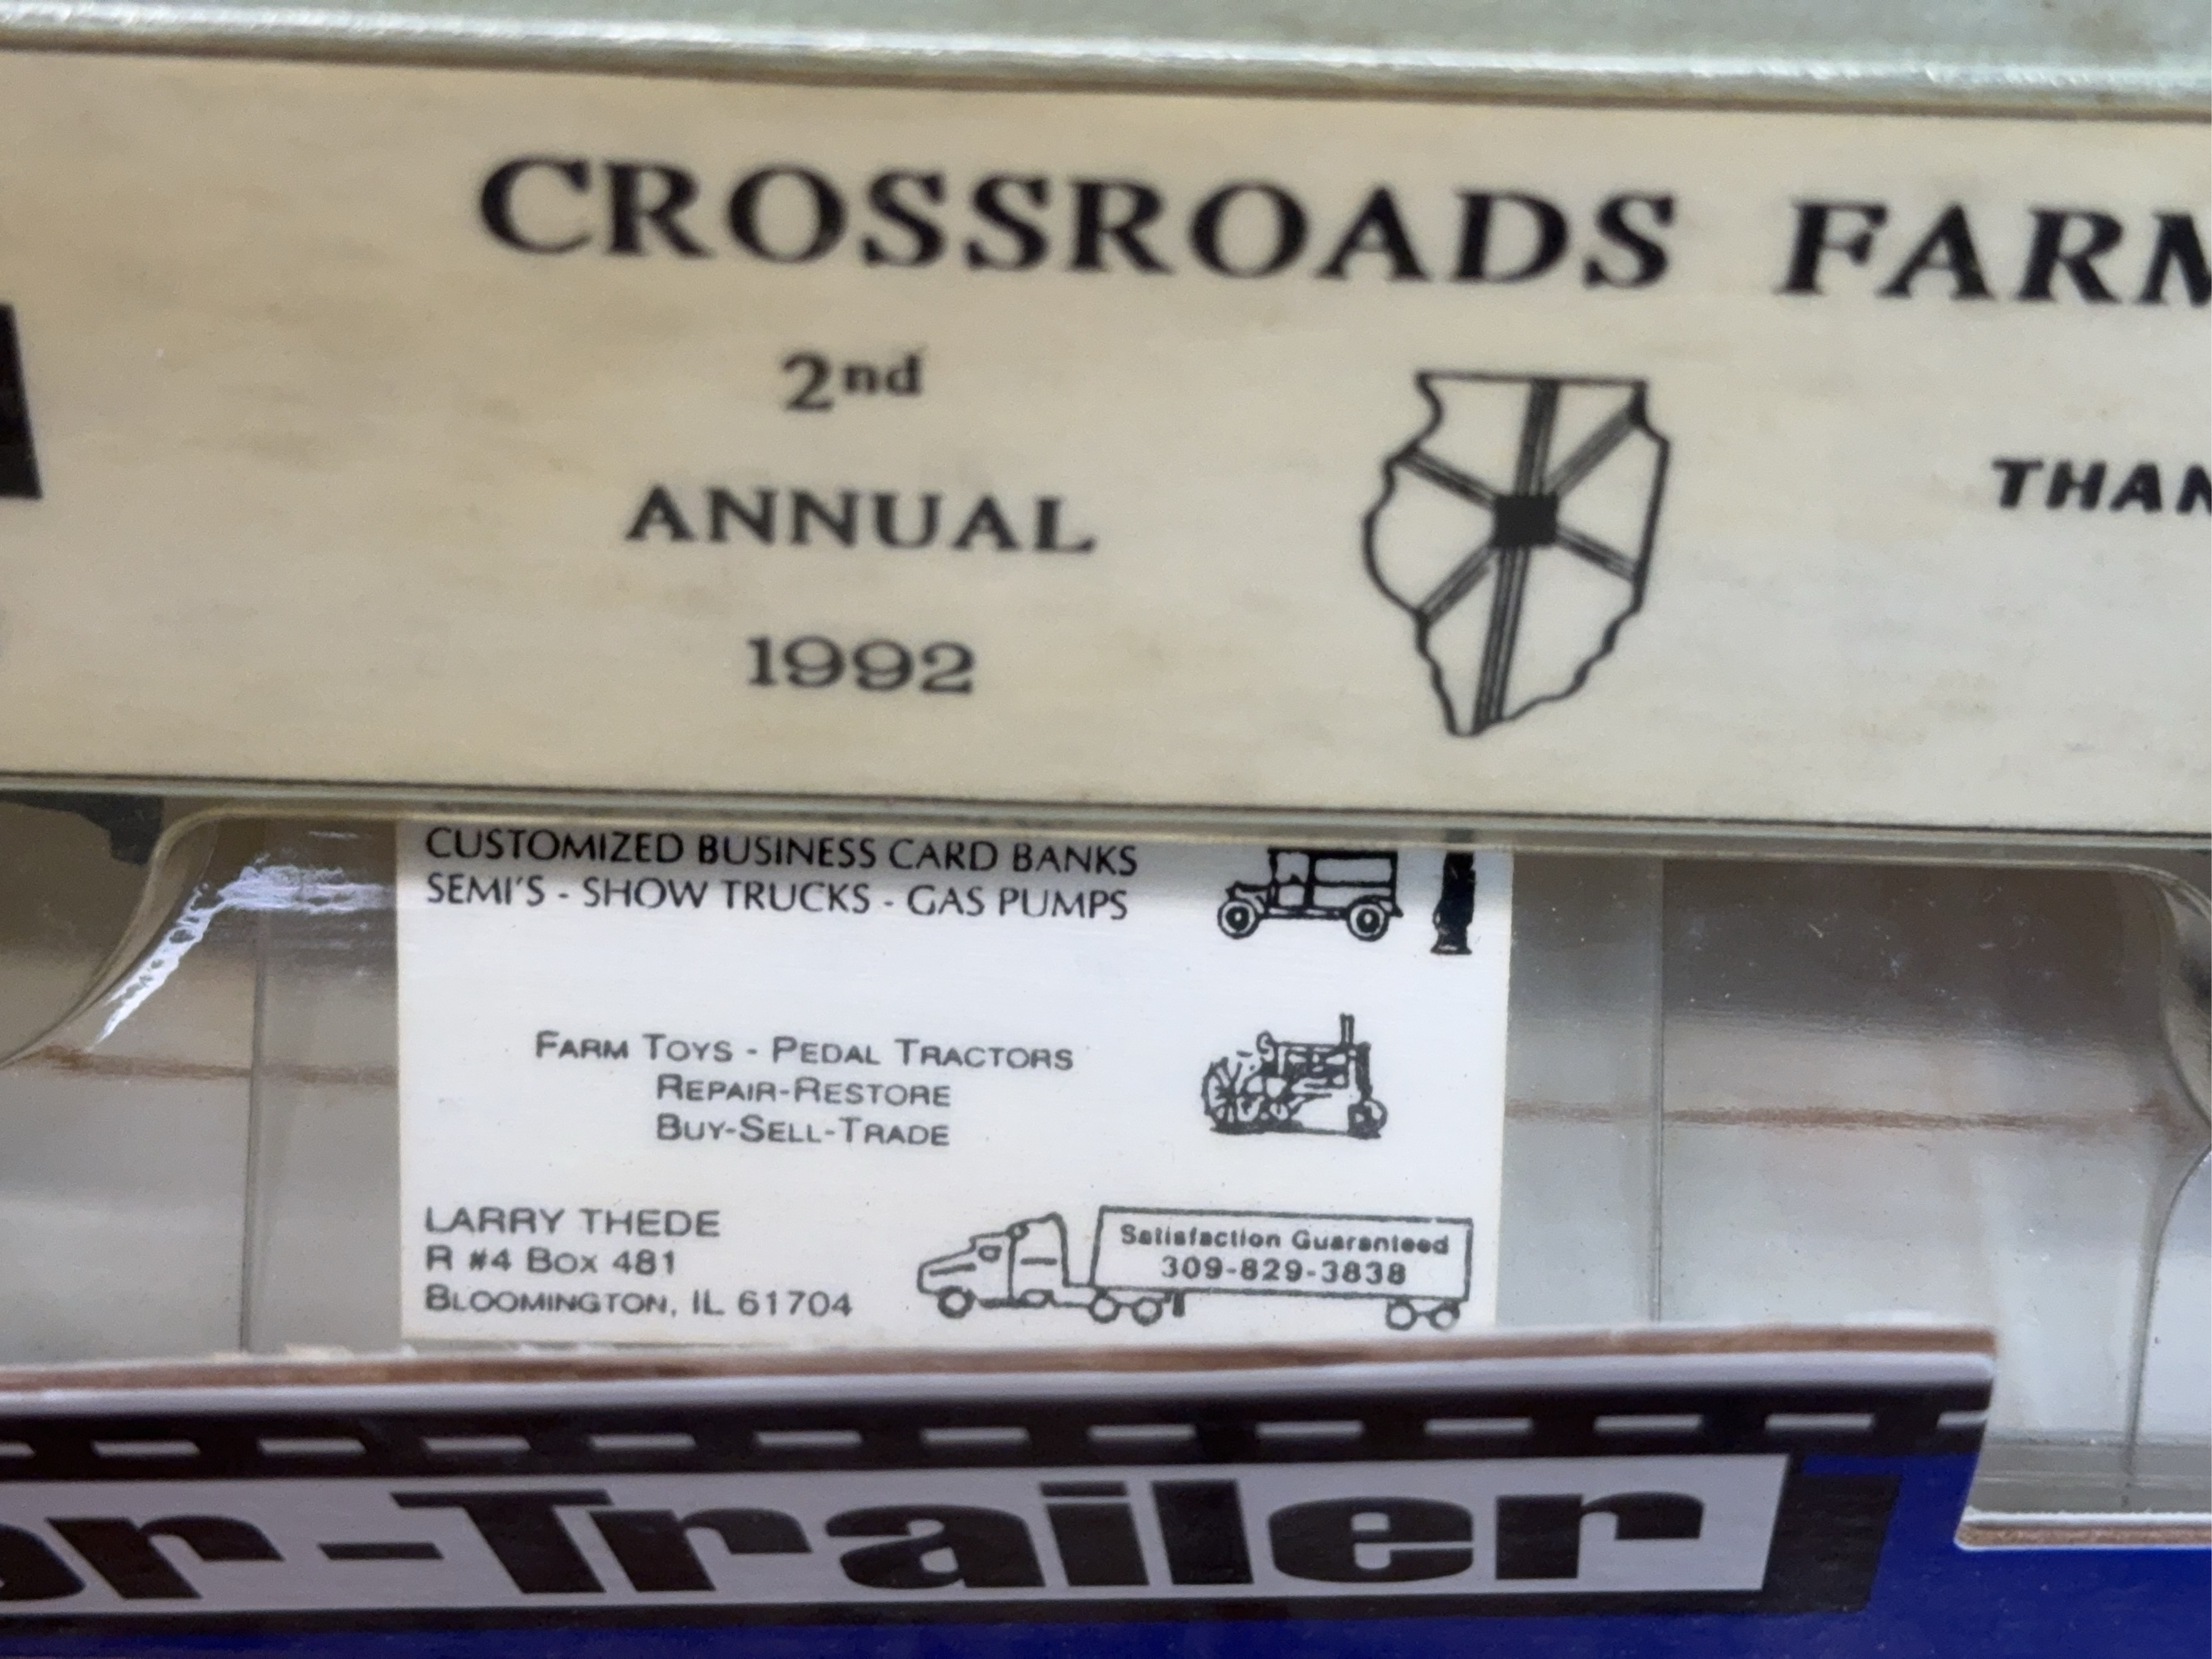 CROSSROADS FARM
2nd
ANNUAL
1992
THAN
CUSTOMIZED BUSINESS CARD BANKS
SEMI'S - SHOW TRUCKS - GAS PUMPS
FARM TOYS - PEDAL TRACTORS
REPAIR-RESTORE
BUY-SELL-TRADE
LARRY THEDE
R #4 BOX 481
BLOOMINGTON, IL 61704
Satisfaction Guaranteed
309-829-3838
or-Trailer